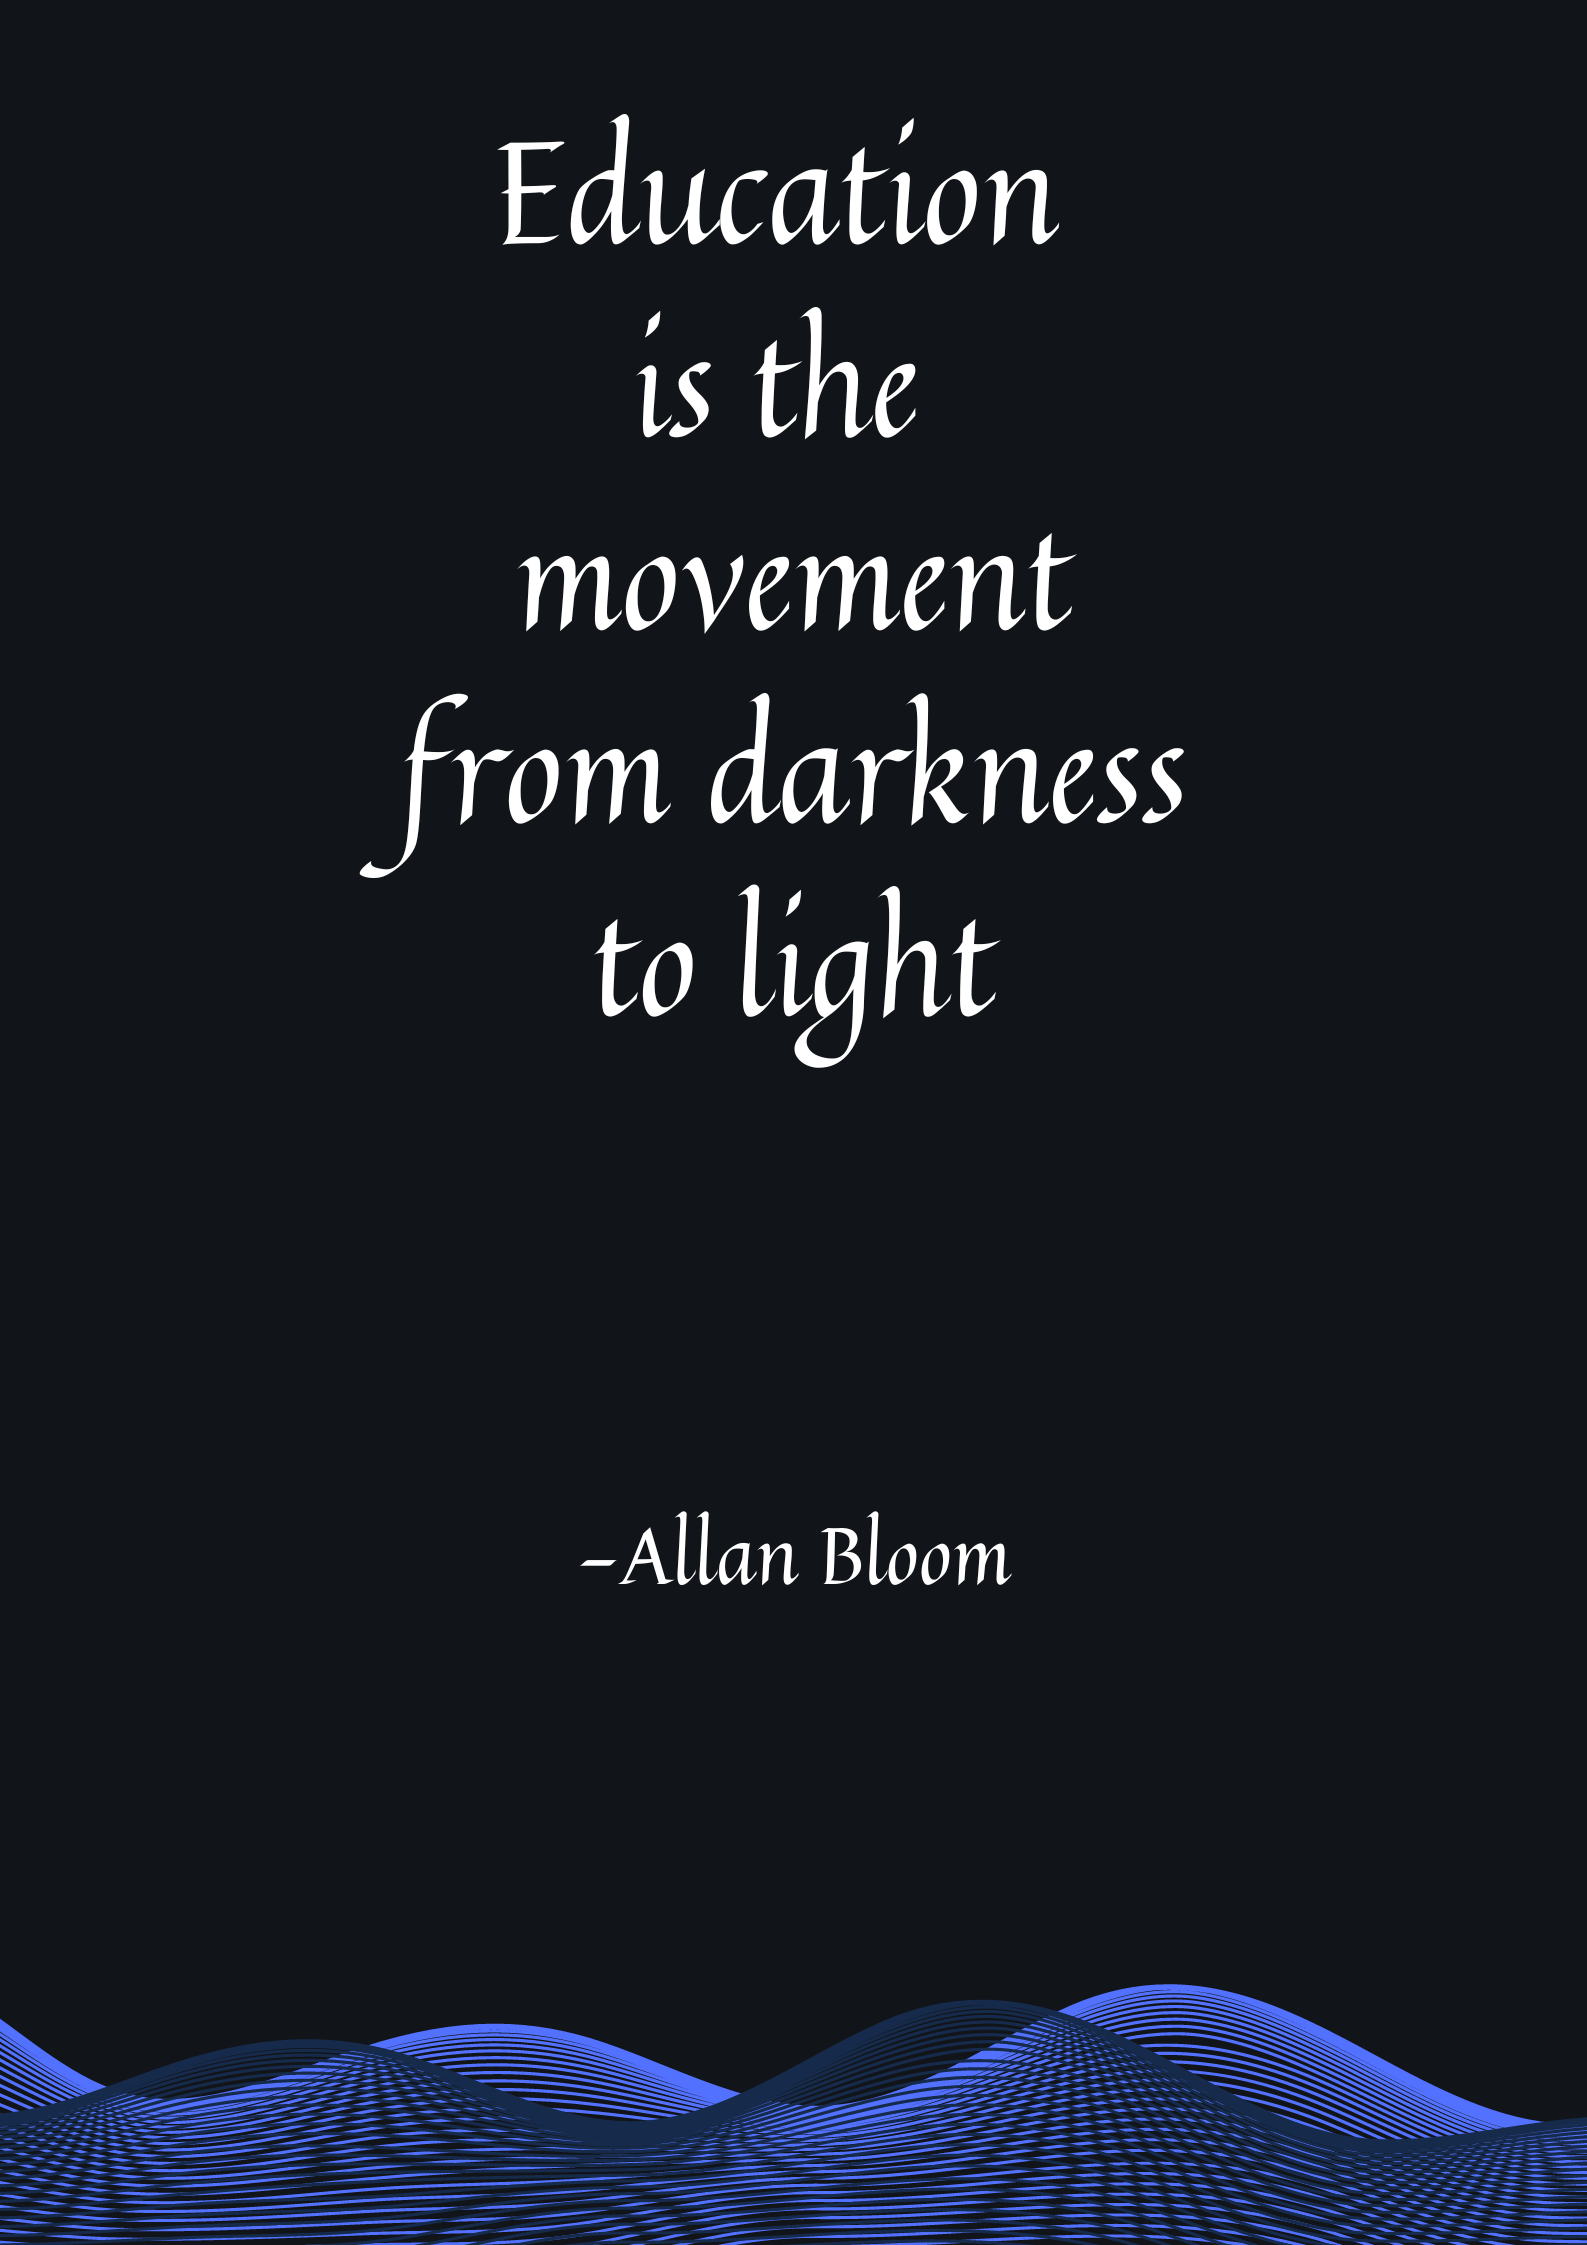 Education
is the
movement
from darkness
to light
–Allan Bloom